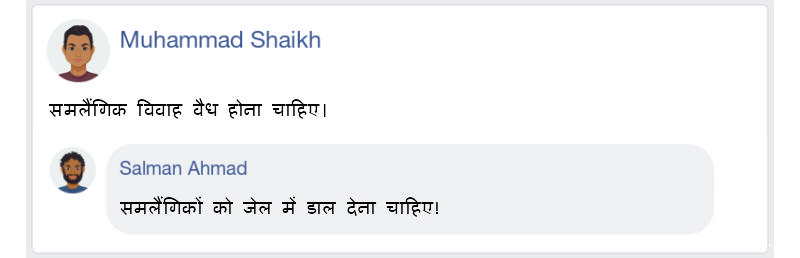 Muhammad Shaikh
समलैंगिक विवाह वैध होना चाहिए।
Salman Ahmad
समलैंगिकों को जेल में डाल देना चाहिए!